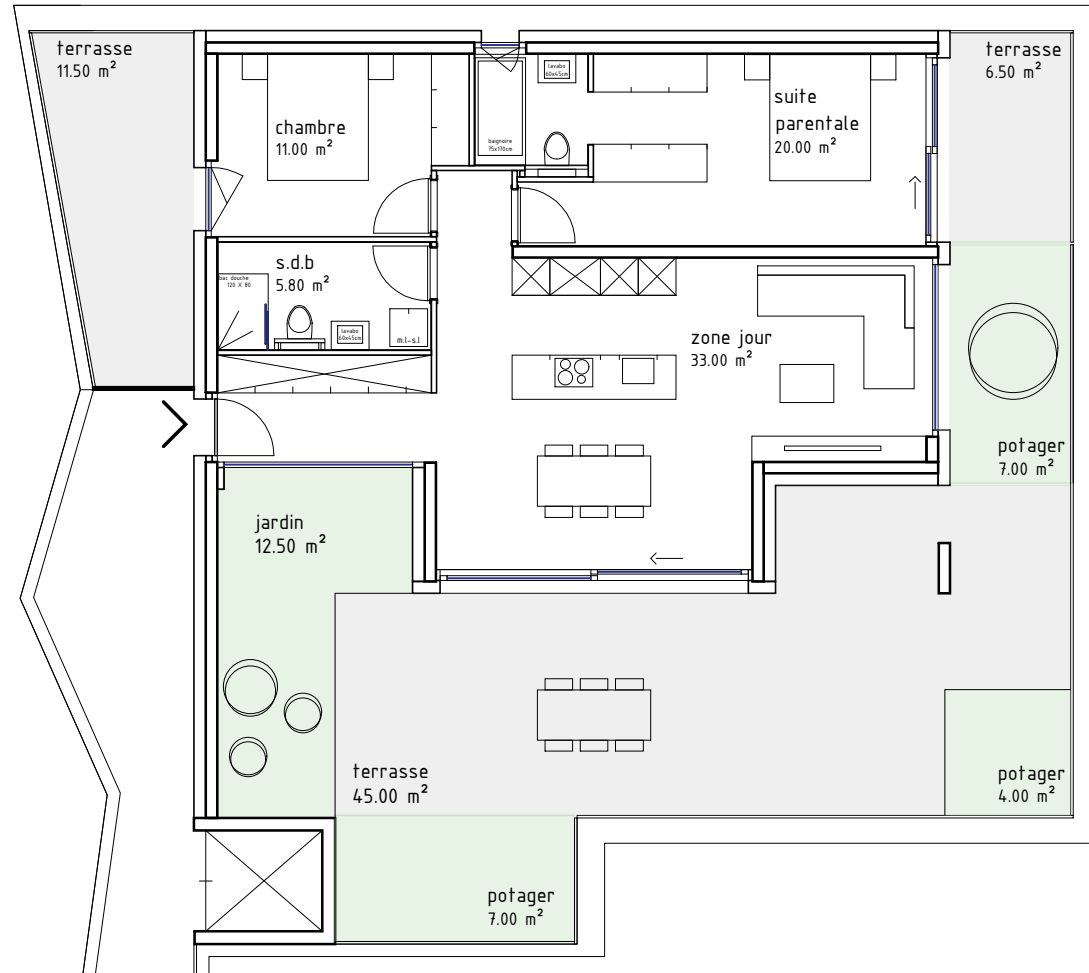 terrasse
11.50 m²
chambre
11.00 m²
lavabo
60x45cm
baignoire
75x170cm
suite
parentale
20.00 m²
terrasse
6.50 m²
s.d.b
5.80 m²
bac douche
120 X 80
lavabo
60x45cm
m.l-s.l
zone jour
33.00 m²
potager
7.00 m²
jardin
12.50 m²
terrasse
45.00 m²
potager
4.00 m²
potager
7.00 m²